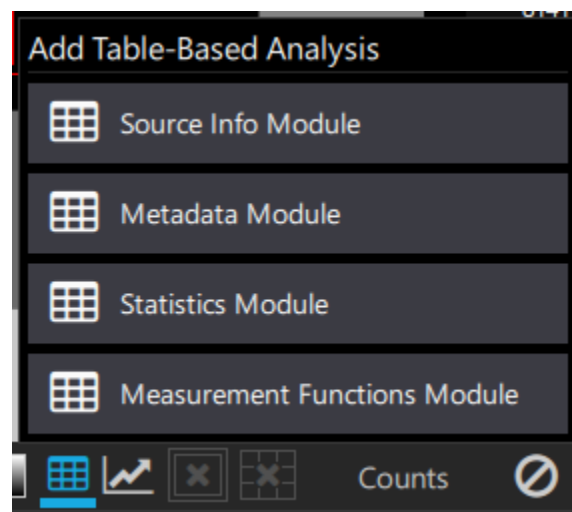 Add Table-Based Analysis
Source Info Module
Metadata Module
Statistics Module
Measurement Functions Module
Counts